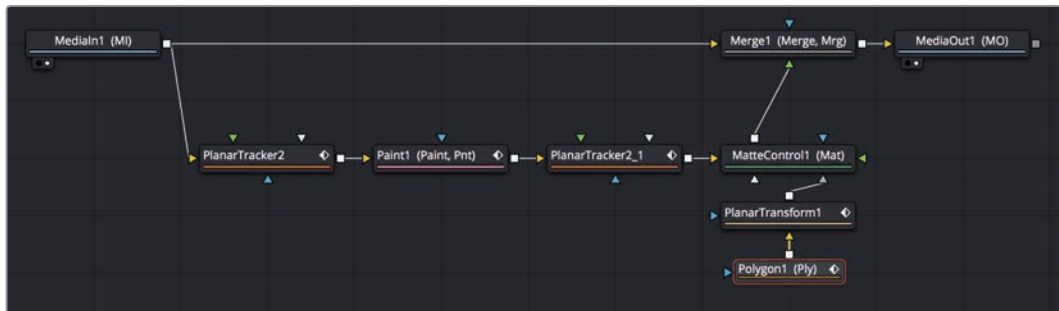 MediaIn1 (MI)
Merge1 (Merge, Mrg)
MediaOut1 (MO)
PlanarTracker2
Paint1 (Paint, Pnt)
PlanarTracker2_1
MatteControl1 (Mat)
PlanarTransform1
Polygon1 (Ply)